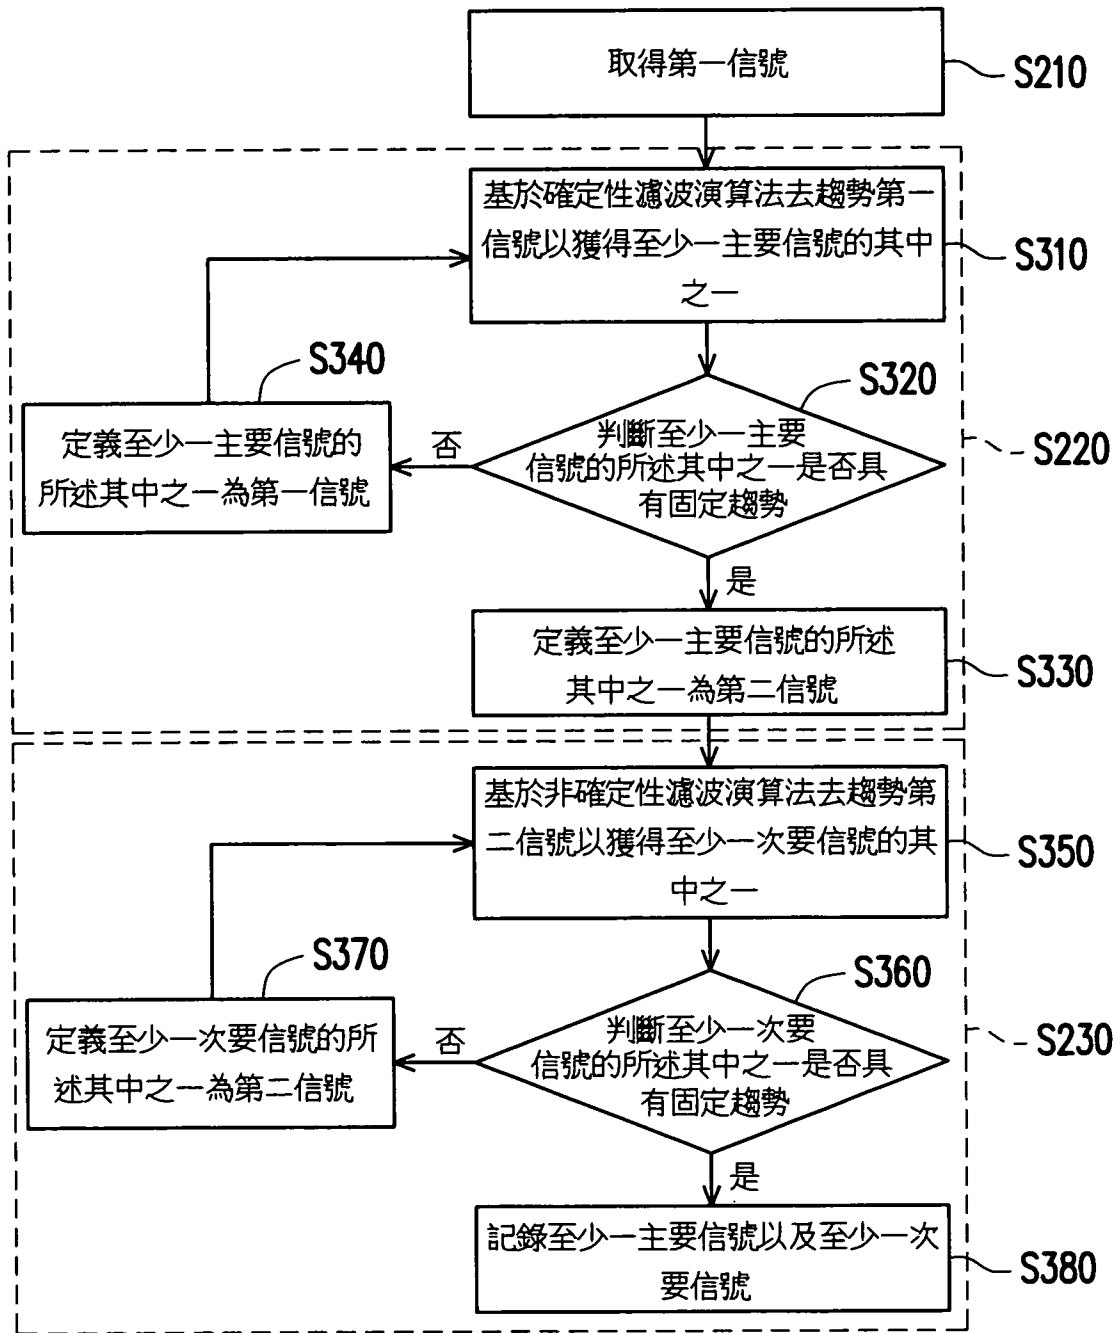 取得第一信號
S210
基於確定性濾波演算法去趨勢第一
信號以獲得至少一主要信號的其中
之一
S310
S340
S320
定義至少一主要信號的
所述其中之一為第一信號
否
判斷至少一主要
信號的所述其中之一是否具
有固定趨勢
S220
是
定義至少一主要信號的所述
其中之一為第二信號
S330
基於非確定性濾波演算法去趨勢第
二信號以獲得至少一次要信號的其
中之一
S350
S370
S360
定義至少一次要信號的所
述其中之一為第二信號
否
判斷至少一次要
信號的所述其中之一是否具
有固定趨勢
S230
是
記錄至少一主要信號以及至少一次
要信號
S380